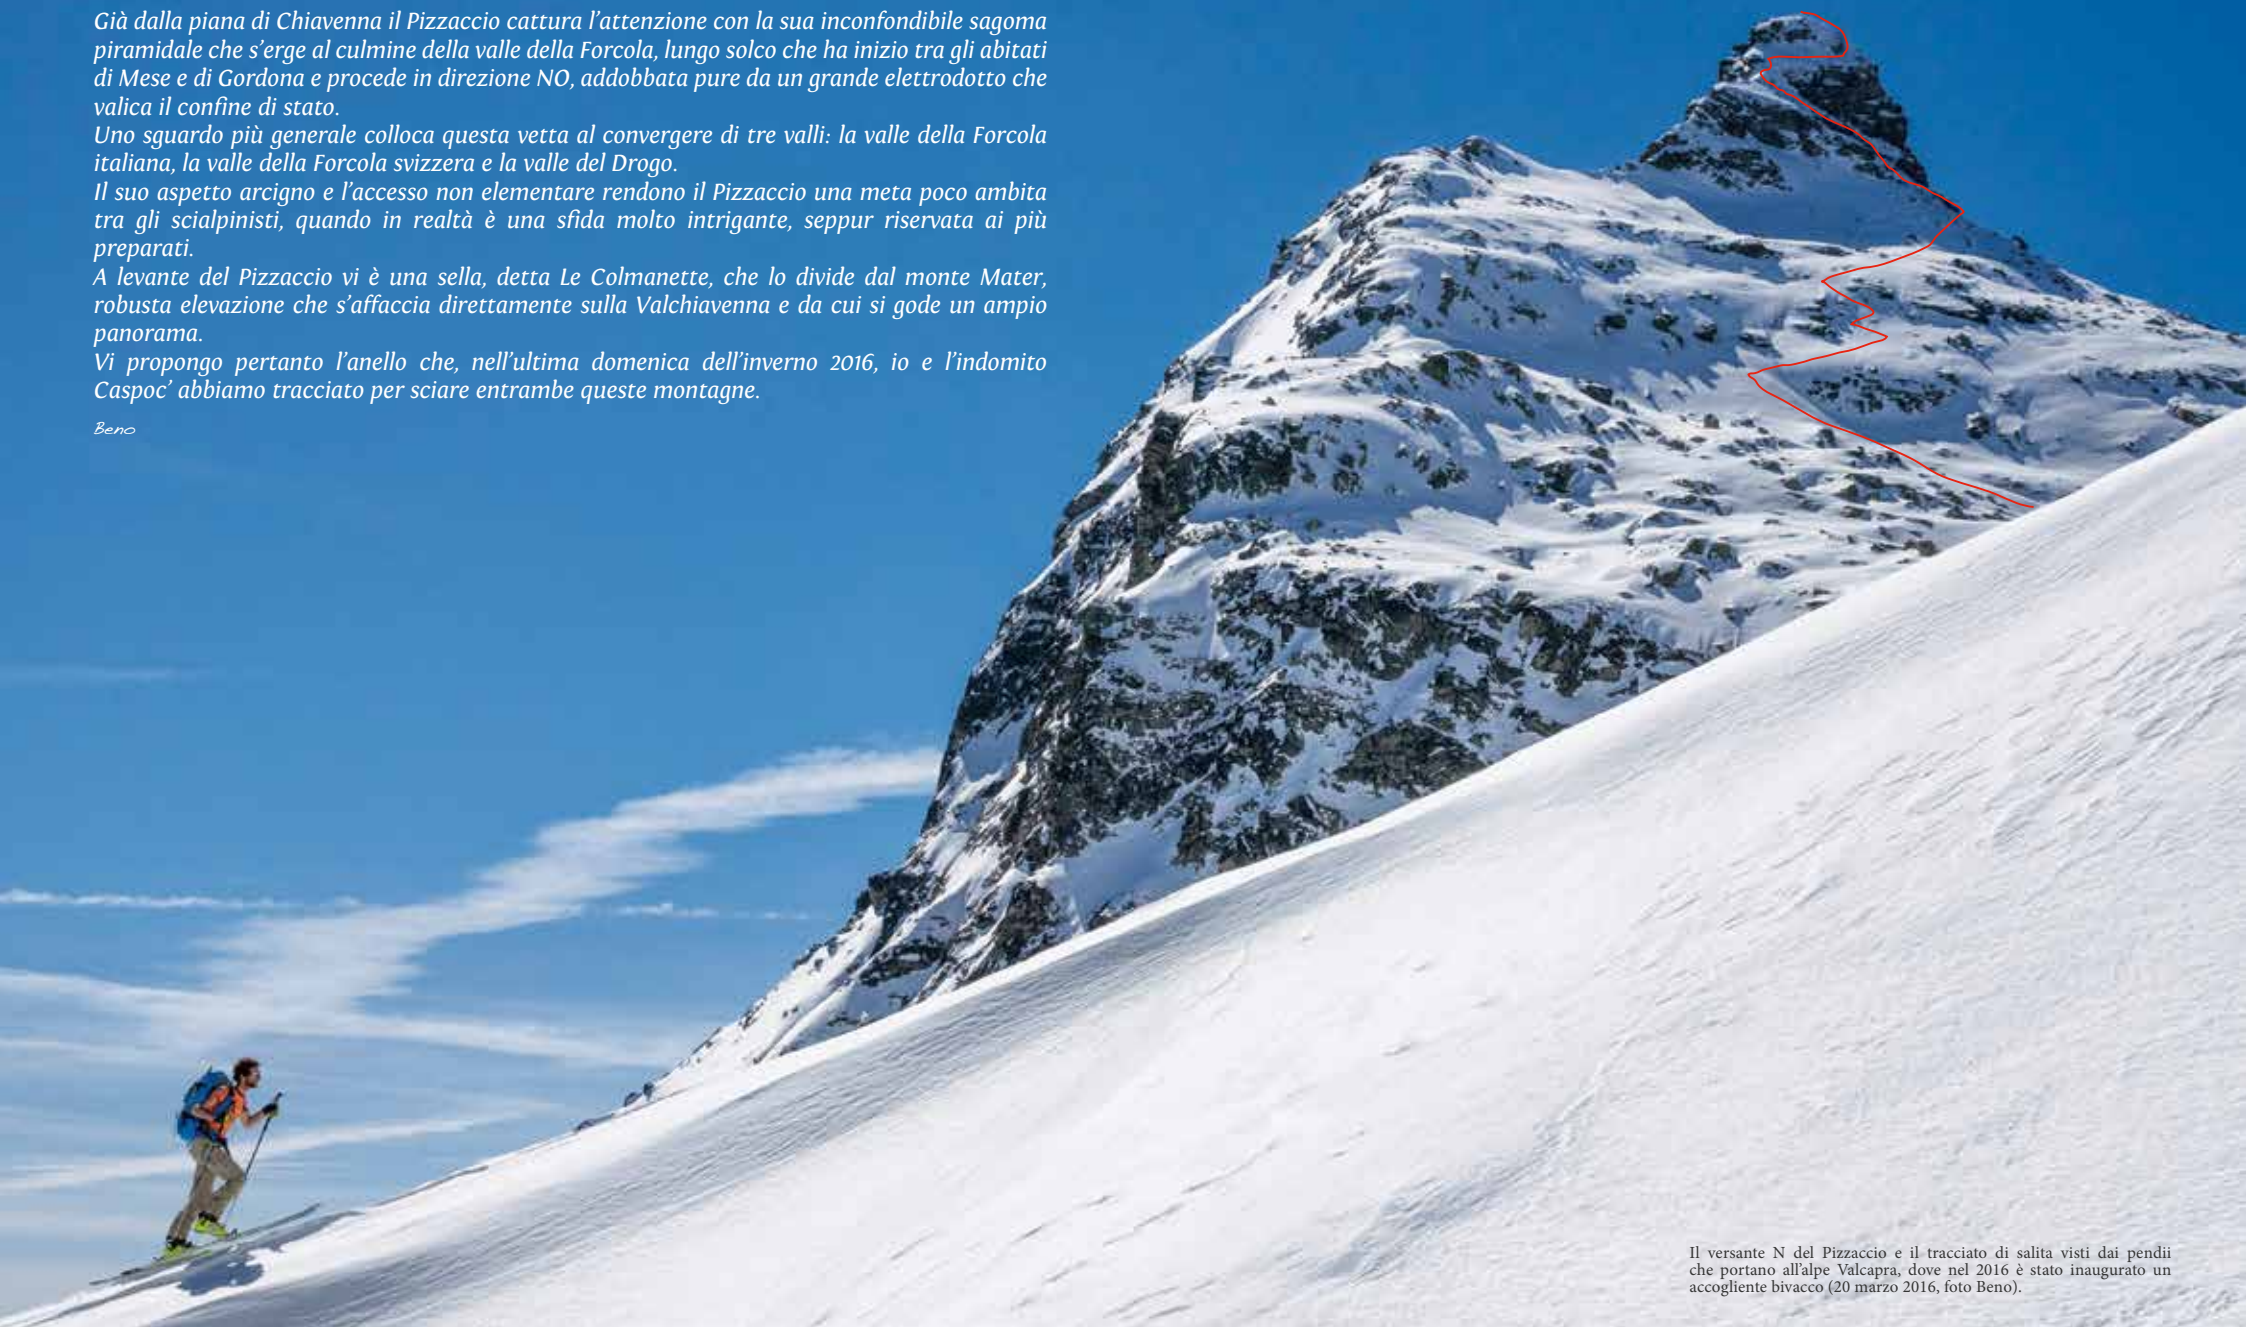 Già dalla piana di Chiavenna il Pizzaccio cattura l’attenzione con la sua inconfondibile sagoma
piramidale che s’erge al culmine della valle della Forcola, lungo solco che ha inizio tra gli abitati
di Mese e di Gordona e procede in direzione NO, addobbata pure da un grande elettrodotto che
valica il confine di stato.
Uno sguardo più generale colloca questa vetta al convergere di tre valli: la valle della Forcola
italiana, la valle della Forcola svizzera e la valle del Drogo.
Il suo aspetto arcigno e l’accesso non elementare rendono il Pizzaccio una meta poco ambita
tra gli scialpinisti, quando in realtà è una sfida molto intrigante, seppur riservata ai più
preparati.
A levante del Pizzaccio vi è una sella, detta Le Colmanette, che lo divide dal monte Mater,
robusta elevazione che s’affaccia direttamente sulla Valchiavenna e da cui si gode un ampio
panorama.
Vi propongo pertanto l’anello che, nell’ultima domenica dell’inverno 2016, io e l’indomito
Caspoc’ abbiamo tracciato per sciare entrambe queste montagne.
Beno
Il versante N del Pizzaccio e il tracciato di salita visti dai pendii
che portano all’alpe Valcapra, dove nel 2016 è stato inaugurato un
accogliente bivacco (20 marzo 2016, foto Beno).